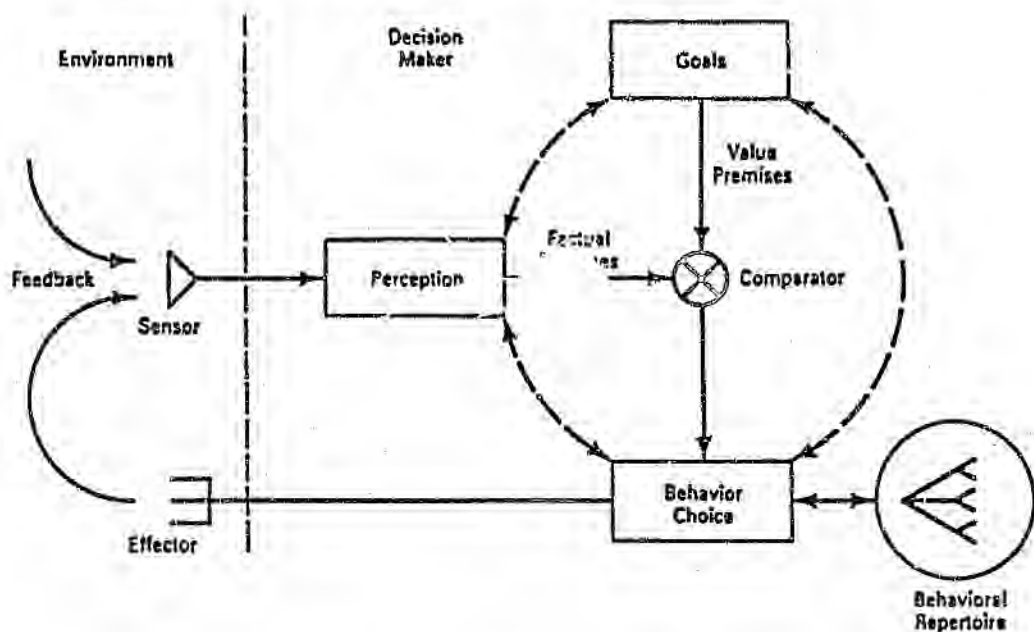 Environment
Decision
Maker
Goals
Value
Premises
Factual
Feedback
Perception
Comparator
Sensor
Behavior
Choice
Effector
Behavioral
Repertoire